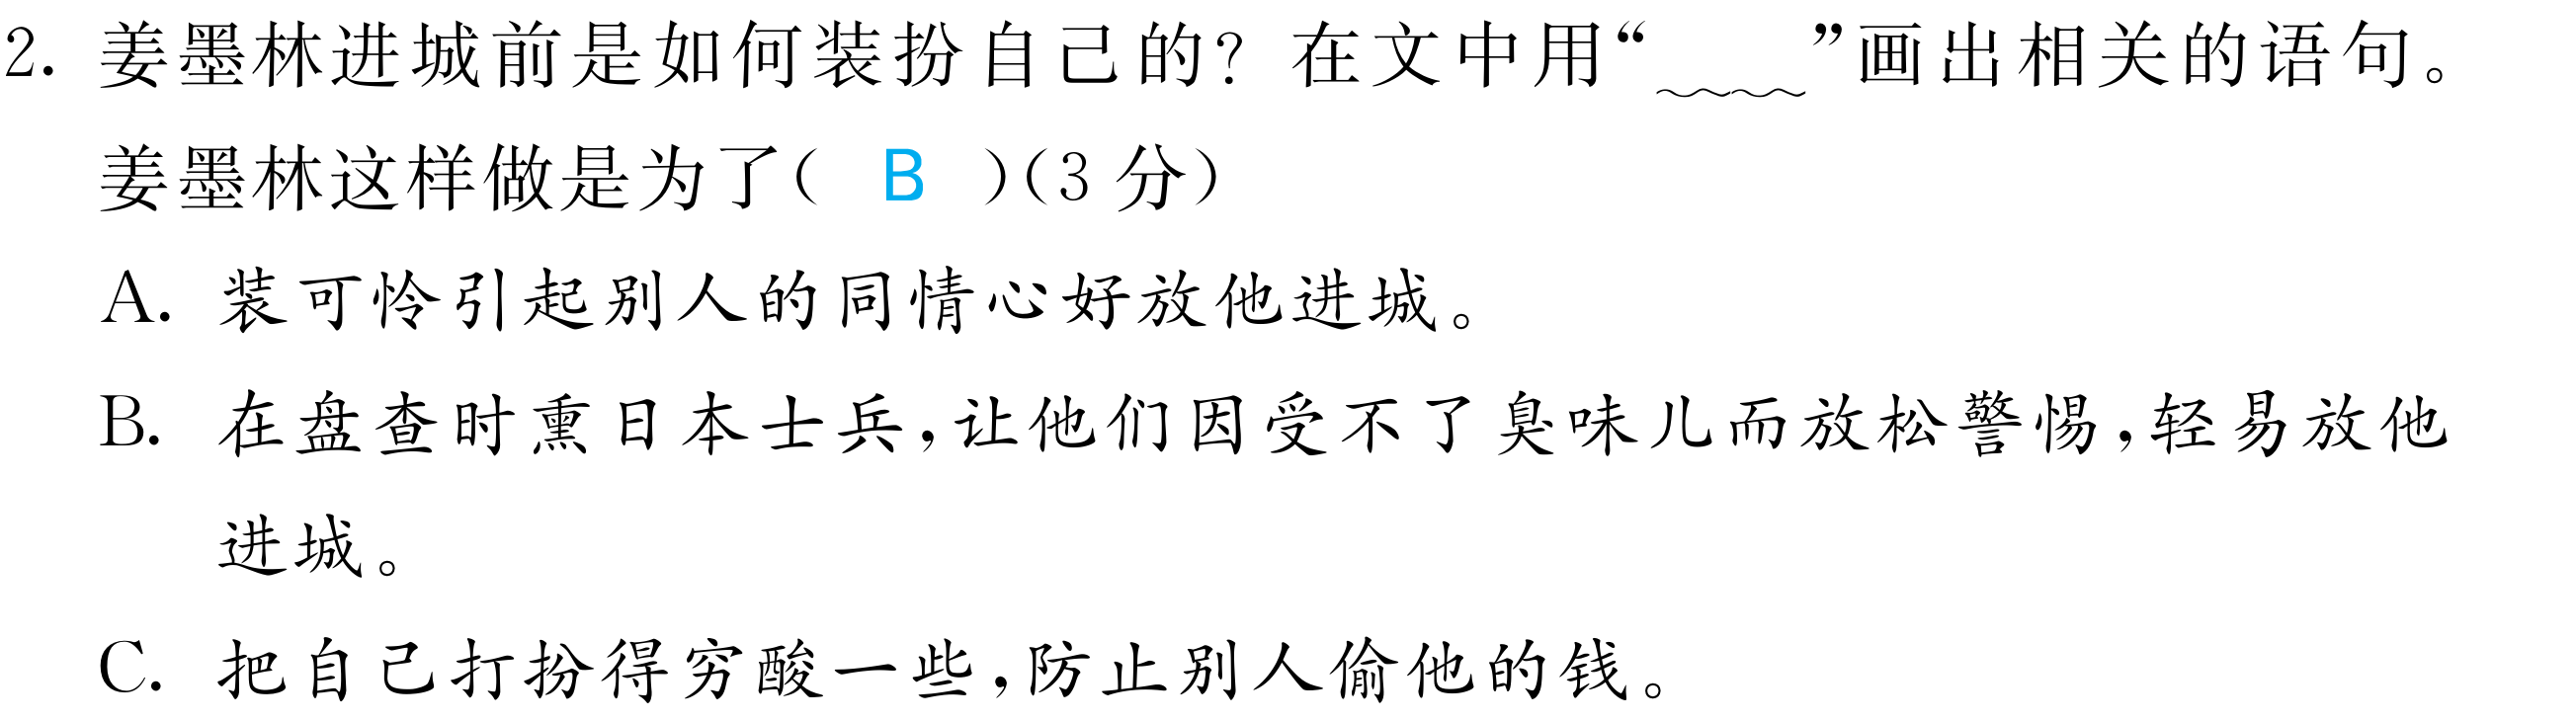 2. 姜墨林进城前是如何装扮自己的？在文中用“﹏﹏”画出相关的语句。
姜墨林这样做是为了( B )(3 分)
A. 装可怜引起别人的同情心好放他进城。
B. 在盘查时熏日本士兵,让他们因受不了臭味儿而放松警惕,轻易放他
进城。
C. 把自己打扮得穷酸一些,防止别人偷他的钱。